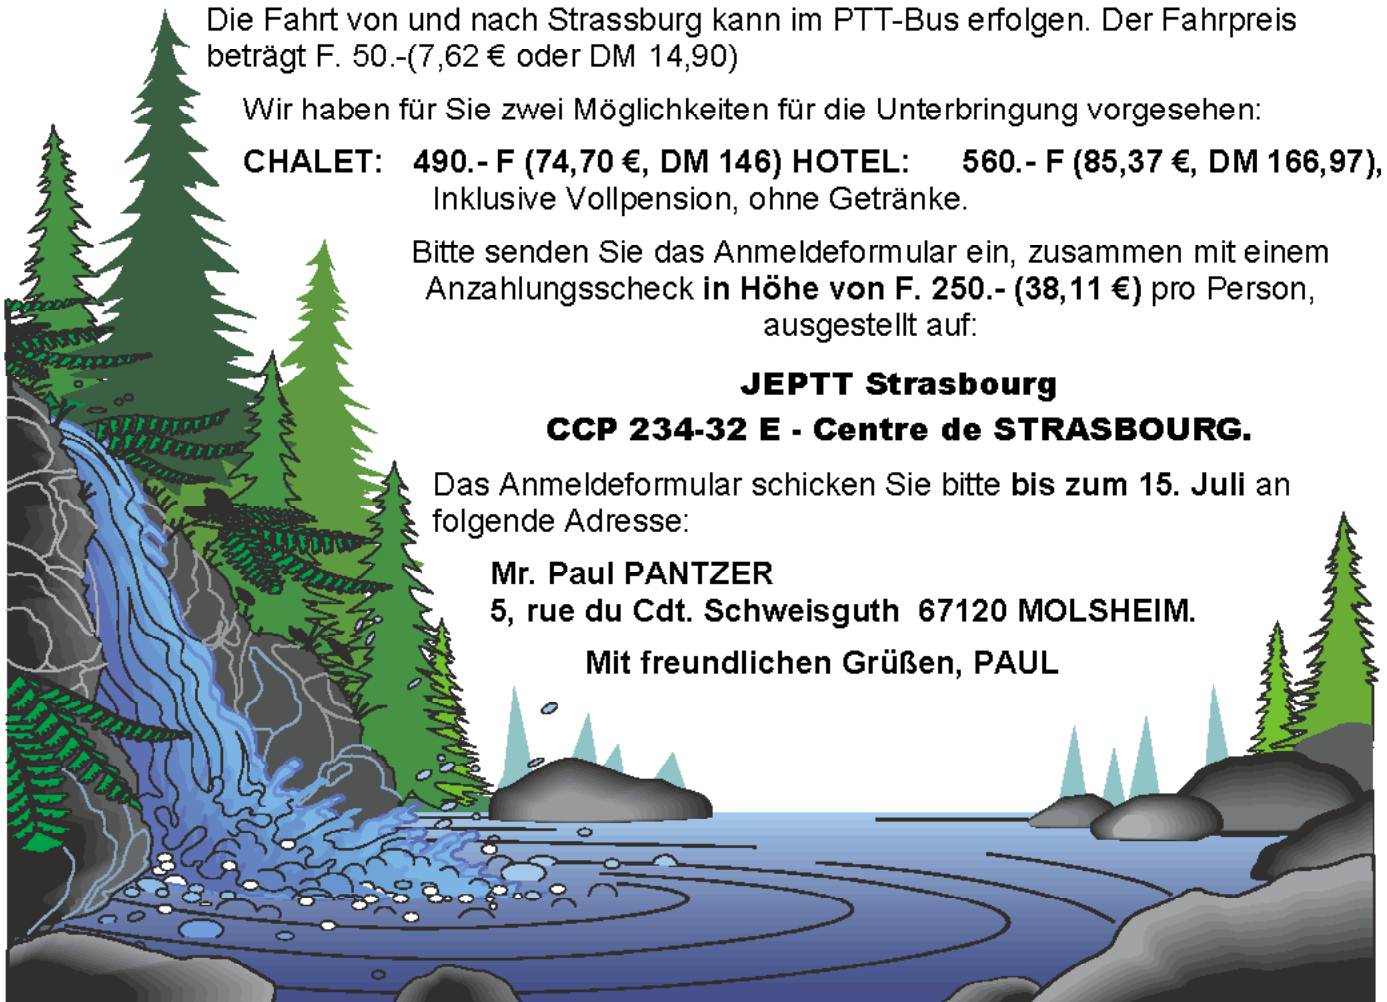 Die Fahrt von und nach Strassburg kann im PTT-Bus erfolgen. Der Fahrpreis
beträgt F. 50.-(7,62 € oder DM 14,90)
Wir haben für Sie zwei Möglichkeiten für die Unterbringung vorgesehen:
CHALET: 490.- F (74,70 €, DM 146) HOTEL: 560.- F (85,37 €, DM 166,97),
Inklusive Vollpension, ohne Getränke.
Bitte senden Sie das Anmeldeformular ein, zusammen mit einem
Anzahlungsscheck in Höhe von F. 250.- (38,11 €) pro Person,
ausgestellt auf:
JEPTT Strasbourg
CCP 234-32 E - Centre de STRASBOURG.
Das Anmeldeformular schicken Sie bitte bis zum 15. Juli an
folgende Adresse:
Mr. Paul PANTZER
5, rue du Cdt. Schweisguth 67120 MOLSHEIM.
Mit freundlichen Grüßen, PAUL